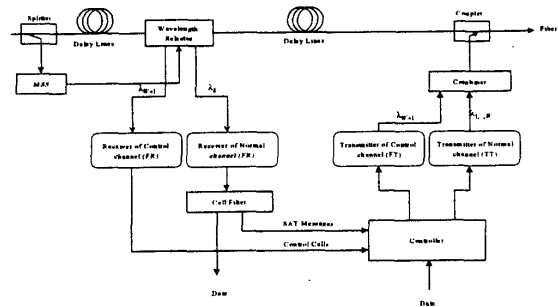 Splitter
Delay Lines
Wavelength
Selector
Delay Lines
Coupler
Fiber
MSS
Combiner
λW+1
λi
λW+1
λ1,..,W
Receiver of Control
channel (FR)
Receiver of Normal
channel (FR)
Transmitter of Control
channel (FT)
Transmitter of Normal
channel (TT)
Cell Filter
SAT Messages
Control Cells
Controller
Data
Data